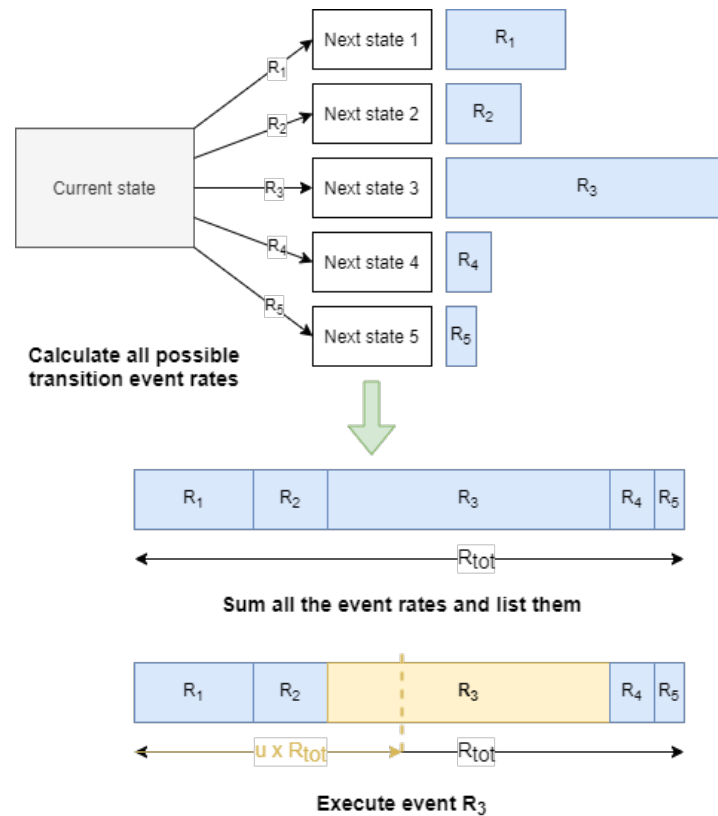 Next state 1
R₁
R₁
Next state 2
R₂
R₂
Current state
R₃
Next state 3
R₃
R₄
Next state 4
R₄
R₅
Next state 5
R₅
Calculate all possible
transition event rates
R₁ R₂ R₃ R₄ R₅
Rtot
Sum all the event rates and list them
R₁ R₂ R₃ R₄ R₅
u x Rtot Rtot
Execute event R₃